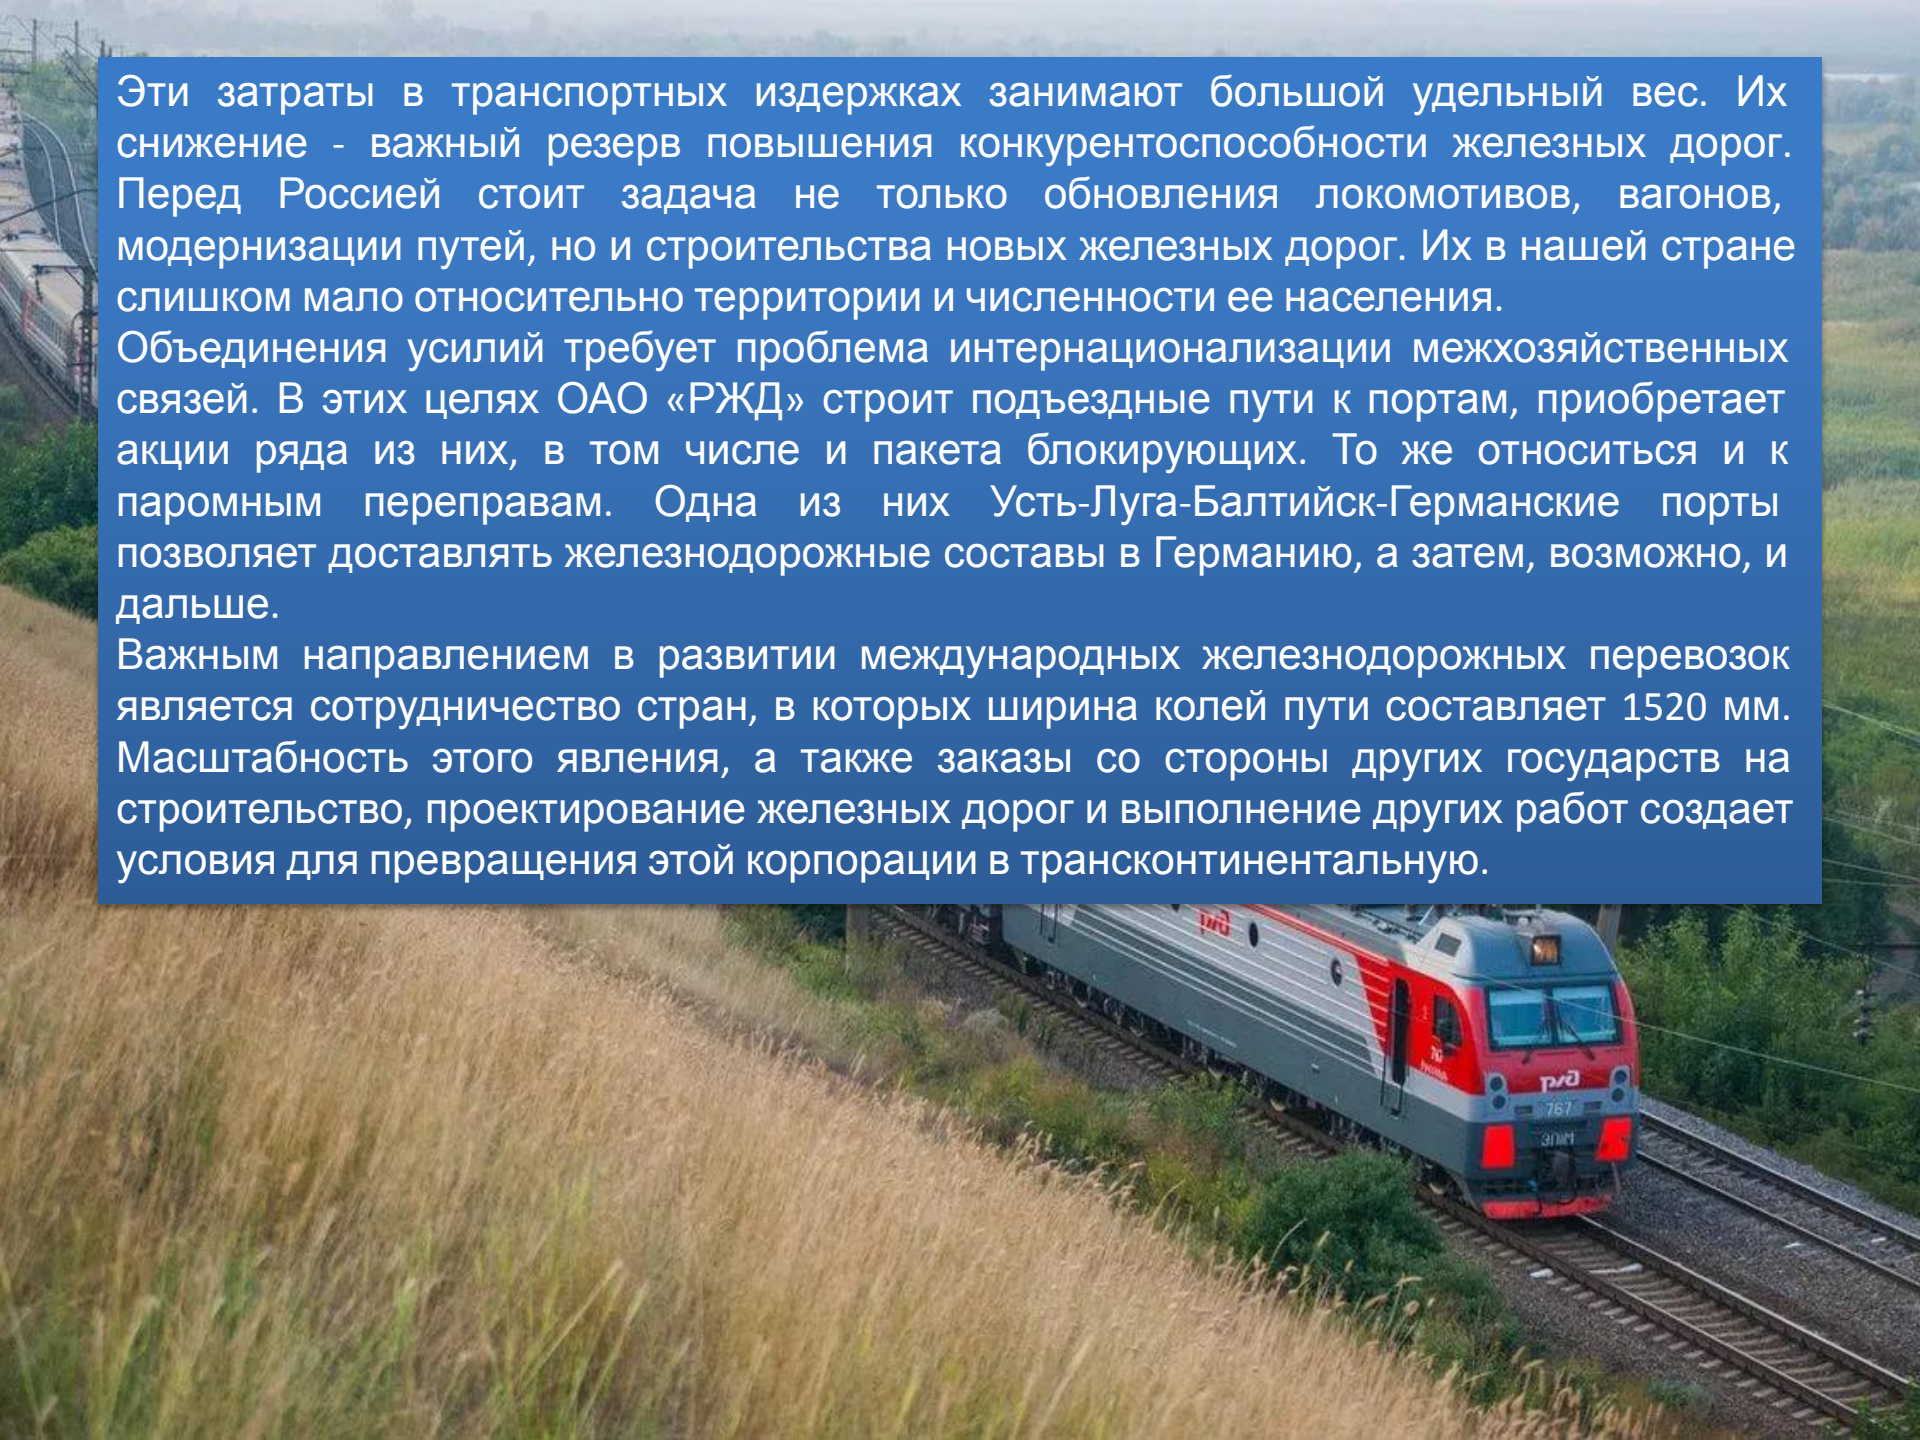 Эти затраты в транспортных издержках занимают большой удельный вес. Их
снижение - важный резерв повышения конкурентоспособности железных дорог.
Перед Россией стоит задача не только обновления локомотивов, вагонов,
модернизации путей, но и строительства новых железных дорог. Их в нашей стране
слишком мало относительно территории и численности ее населения.
Объединения усилий требует проблема интернационализации межхозяйственных
связей. В этих целях ОАО «РЖД» строит подъездные пути к портам, приобретает
акции ряда из них, в том числе и пакета блокирующих. То же относиться и к
паромным переправам. Одна из них Усть-Луга-Балтийск-Германские порты
позволяет доставлять железнодорожные составы в Германию, а затем, возможно, и
дальше.
Важным направлением в развитии международных железнодорожных перевозок
является сотрудничество стран, в которых ширина колей пути составляет 1520 мм.
Масштабность этого явления, а также заказы со стороны других государств на
строительство, проектирование железных дорог и выполнение других работ создает
условия для превращения этой корпорации в трансконтинентальную.
ржд
767
ржд
767
ЭП1М